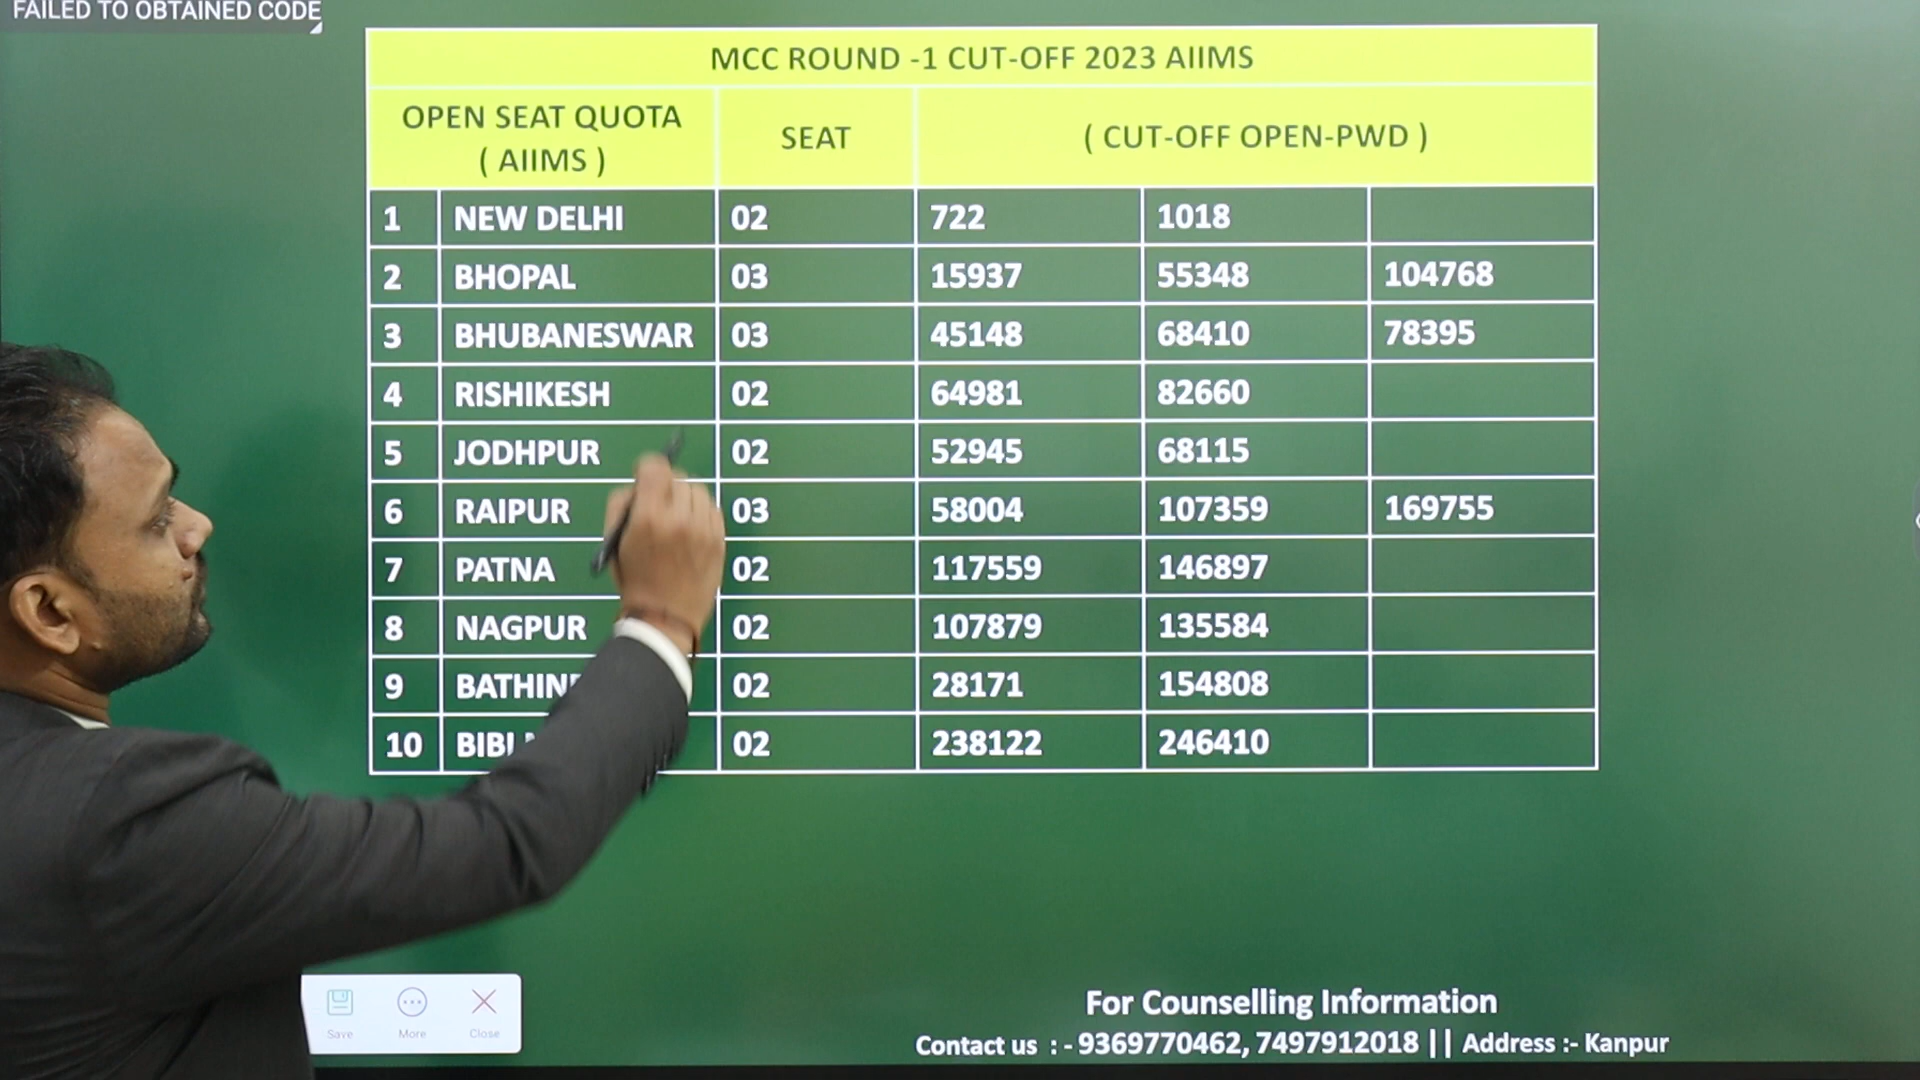 FAILED TO OBTAINED CODE
MCC ROUND -1 CUT-OFF 2023 AIIMS
OPEN SEAT QUOTA
( AIIMS )
SEAT
( CUT-OFF OPEN-PWD )
1 NEW DELHI 02 722 1018
2 BHOPAL 03 15937 55348 104768
3 BHUBANESWAR 03 45148 68410 78395
4 RISHIKESH 02 64981 82660
5 JODHPUR 02 52945 68115
6 RAIPUR 03 58004 107359 169755
7 PATNA 02 117559 146897
8 NAGPUR 02 107879 135584
9 02 28171 154808
10 02 238122 246410
Save More Close
For Counselling Information
Contact us : - 9369770462, 7497912018 || Address :- Kanpur